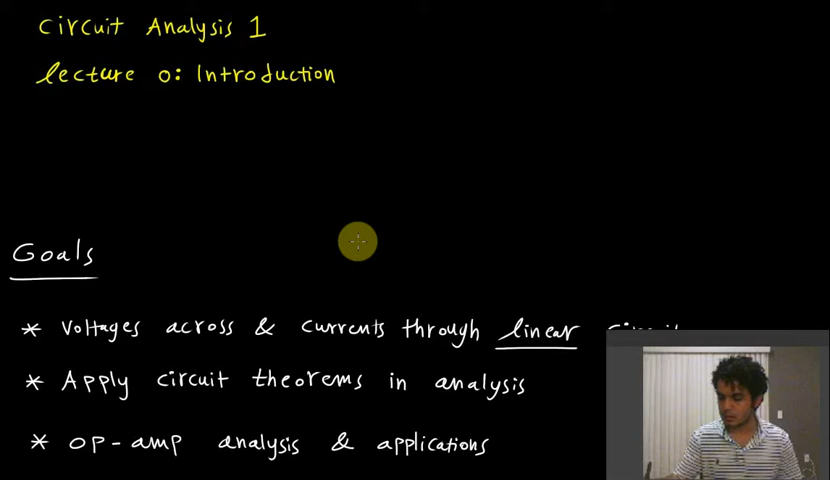 Circuit Analysis 1
lecture 0: Introduction
Goals
* Voltages across & currents through linear
* Apply circuit theorems in analysis
* OP-amp analysis & applications